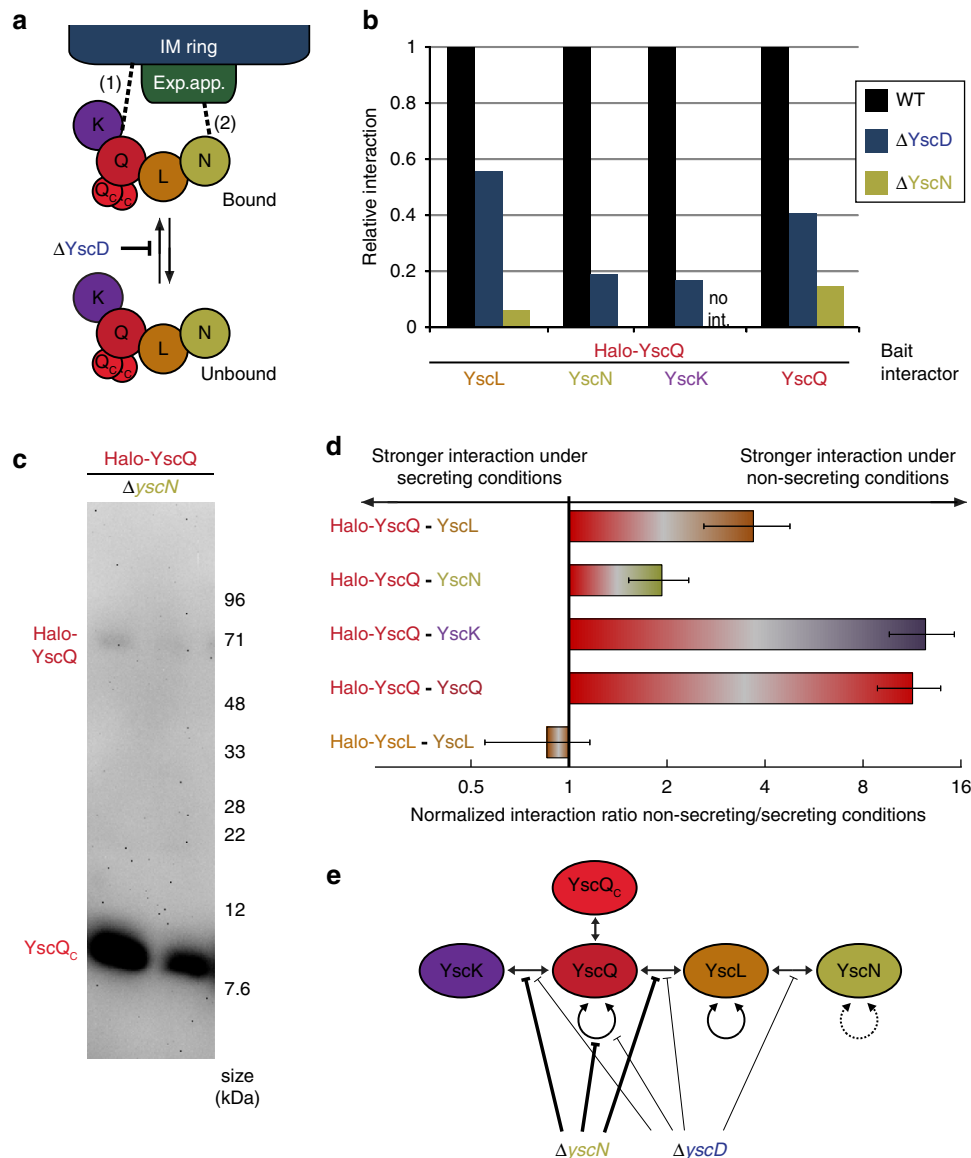 a
IM ring
Exp.app.
(1)
(2)
K
Q
L
N
QC
-C
Bound
ΔYscD
K
Q
L
N
QC
-C
Unbound
b
Relative interaction
1
0.8
0.6
0.4
0.2
0
WT
ΔYscD
ΔYscN
no
int.
Halo-YscQ
Bait
YscL
YscN
YscK
YscQ
interactor
c
Halo-YscQ
ΔyscN
96
Halo-
YscQ
71
48
33
28
22
12
YscQC
7.6
size
(kDa)
d
Stronger interaction under
secreting conditions
Stronger interaction under
non-secreting conditions
Halo-YscQ - YscL
Halo-YscQ - YscN
Halo-YscQ - YscK
Halo-YscQ - YscQ
Halo-YscL - YscL
0.5 1 2 4 8 16
Normalized interaction ratio non-secreting/secreting conditions
e
YscQC
YscK
YscQ
YscL
YscN
ΔyscN
ΔyscD